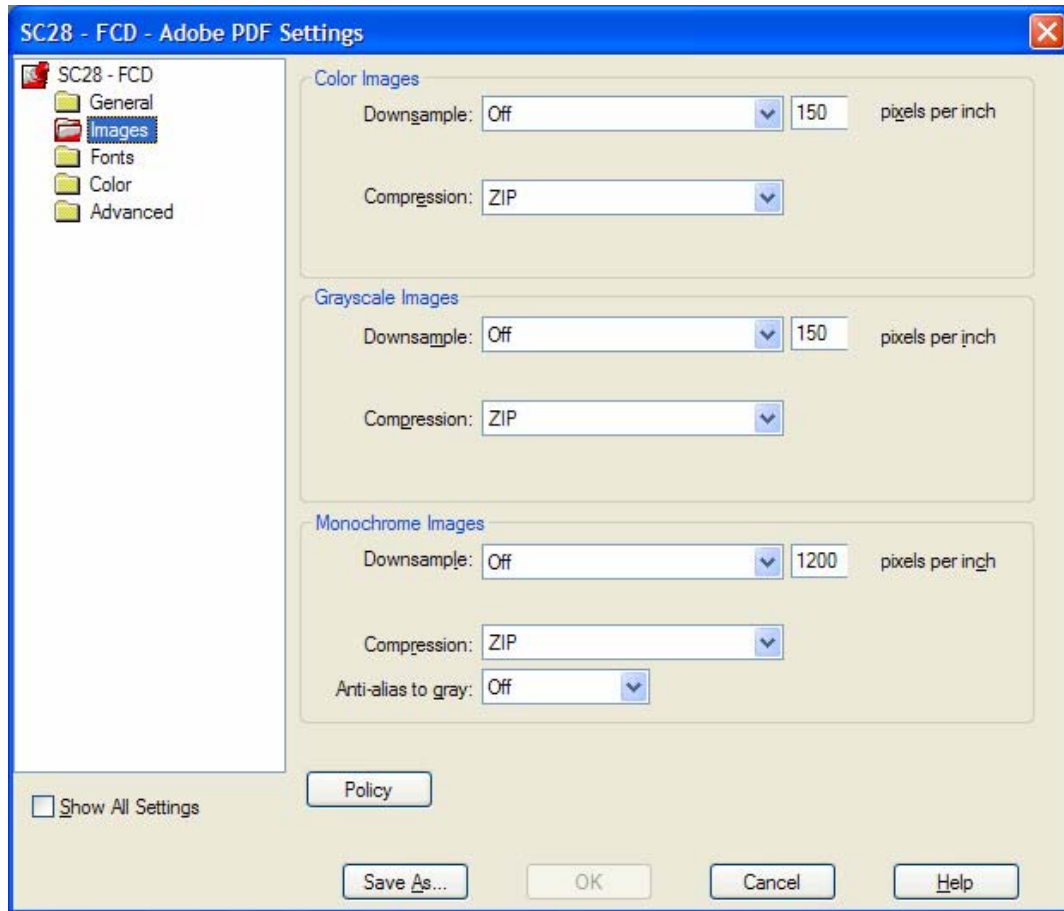 SC28 - FCD - Adobe PDF Settings
SC28 - FCD
General
Images
Fonts
Color
Advanced
Show All Settings
Color Images
Downsample: Off 150 pixels per inch
Compression: ZIP
Grayscale Images
Downsample: Off 150 pixels per inch
Compression: ZIP
Monochrome Images
Downsample: Off 1200 pixels per inch
Compression: ZIP
Anti-alias to gray: Off
Policy
Save As... OK Cancel Help